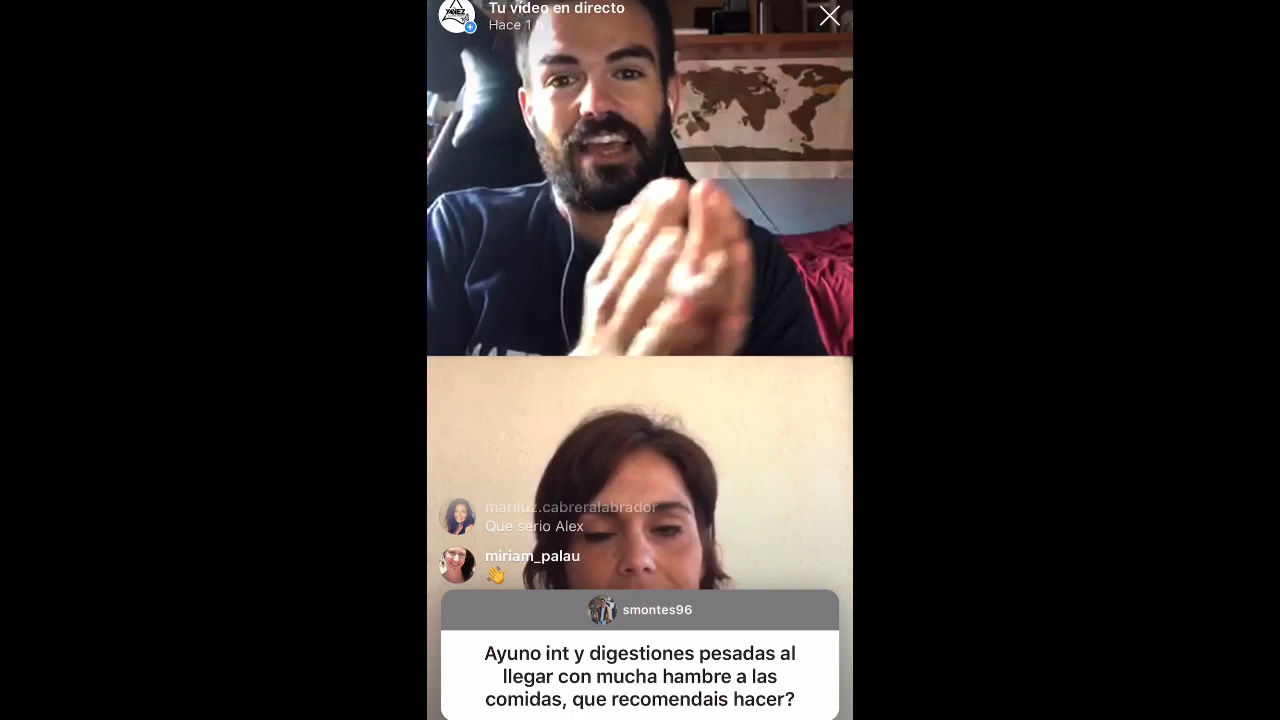 YAÑEZ
Tu vídeo en directo
Hace 1 h
mariluz.cabreralabrador
Que serio Alex
miriam_palau
👋
smontes96
Ayuno int y digestiones pesadas al
llegar con mucha hambre a las
comidas, que recomendais hacer?